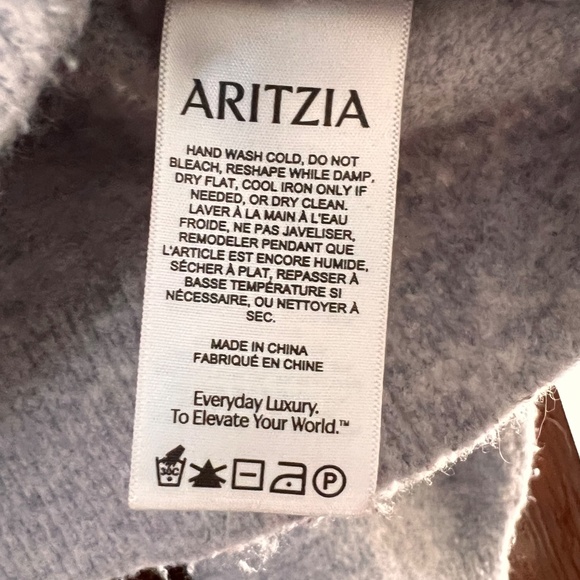 ARITZIA
HAND WASH COLD, DO NOT
BLEACH, RESHAPE WHILE DAMP,
DRY FLAT, COOL IRON ONLY IF
NEEDED, OR DRY CLEAN.
LAVER À LA MAIN À L'EAU
FROIDE, NE PAS JAVELISER,
REMODELER PENDANT QUE
L'ARTICLE EST ENCORE HUMIDE,
SÉCHER À PLAT, REPASSER À
BASSE TEMPÉRATURE SI
NÉCESSAIRE, OU NETTOYER À
SEC.
MADE IN CHINA
FABRIQUÉ EN CHINE
Everyday Luxury.
To Elevate Your World.™
30C P